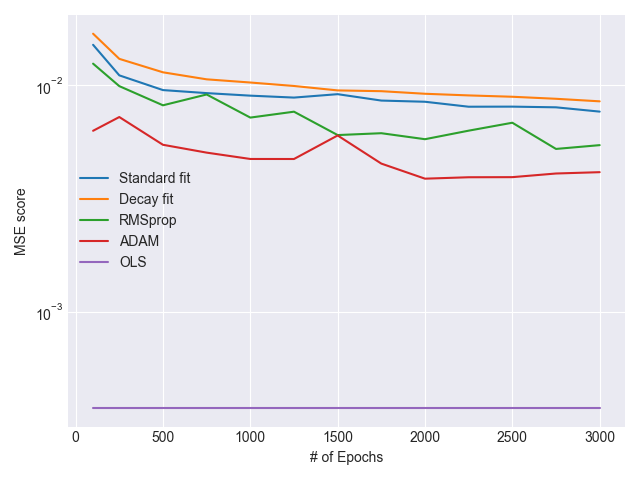 10⁻²
10⁻³
MSE score
Standard fit
Decay fit
RMSprop
ADAM
OLS
0 500 1000 1500 2000 2500 3000
# of Epochs